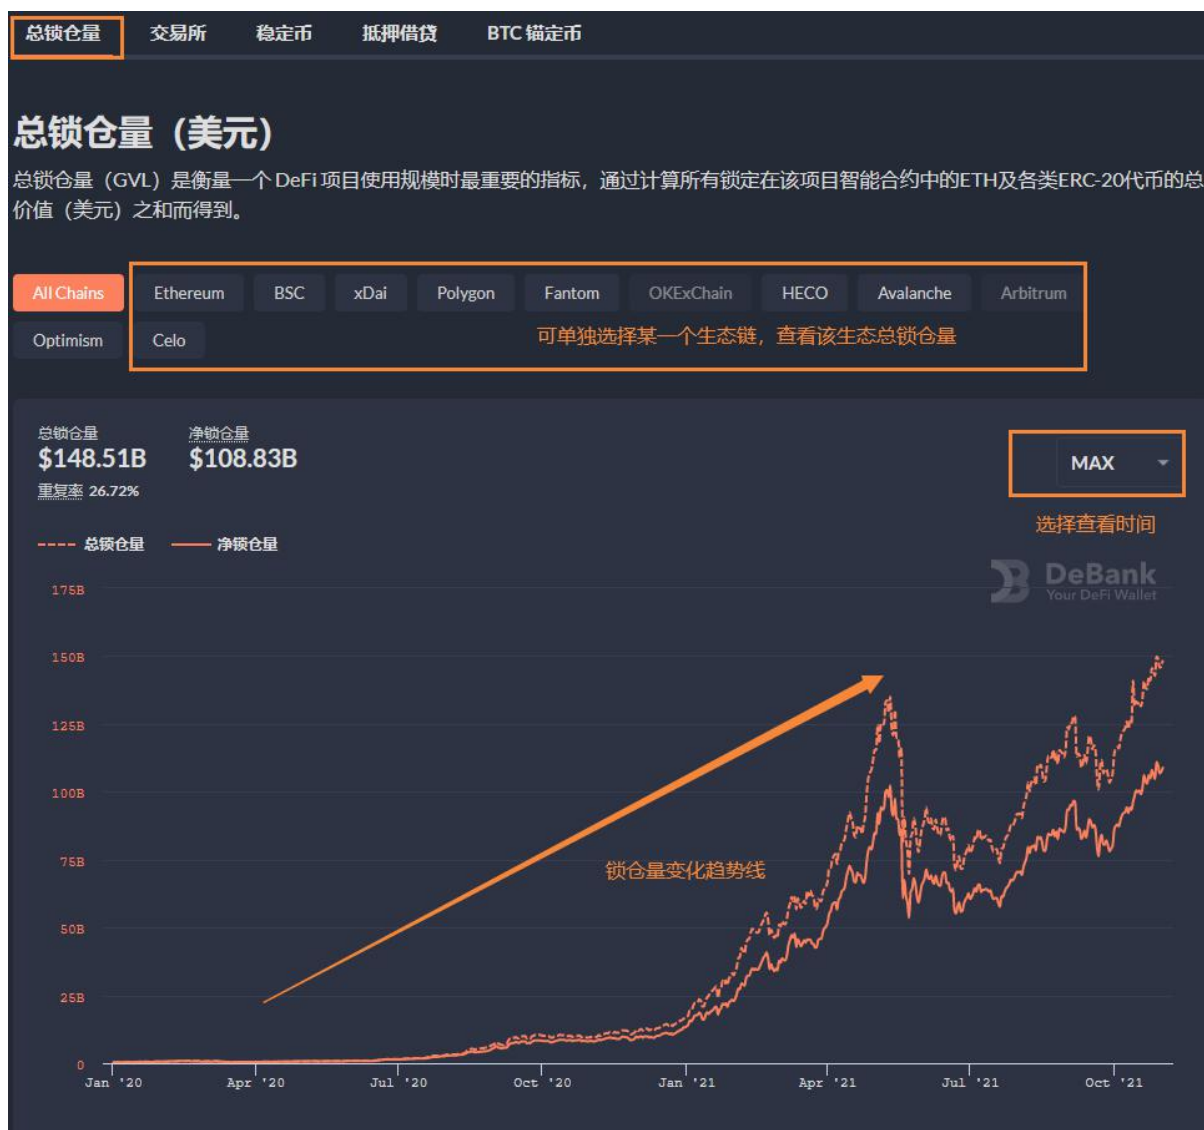 总锁仓量 交易所 稳定币 抵押借贷 BTC 锚定币
总锁仓量（美元）
总锁仓量（GVL）是衡量一个 DeFi 项目使用规模时最重要的指标，通过计算所有锁定在该项目智能合约中的ETH及各类ERC-20代币的总
价值（美元）之和而得到。
All Chains Ethereum BSC xDai Polygon Fantom OKExChain HECO Avalanche Arbitrum
Optimism Celo 可单独选择某一个生态链，查看该生态总锁仓量
总锁仓量 净锁仓量
$148.51B $108.83B MAX
重复率 26.72%
选择查看时间
总锁仓量 净锁仓量
DeBank
Your DeFi Wallet
175B
150B
125B
100B
75B
锁仓量变化趋势线
50B
25B
0
Jan '20 Apr '20 Jul '20 Oct '20 Jan '21 Apr '21 Jul '21 Oct '21